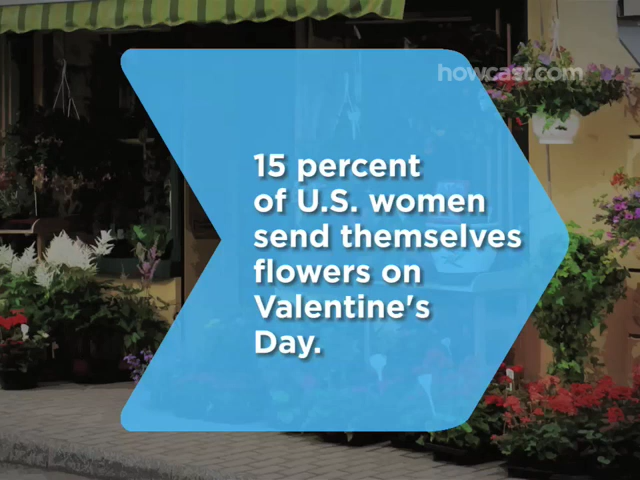 howcast.com
15 percent
of U.S. women
send themselves
flowers on
Valentine's
Day.